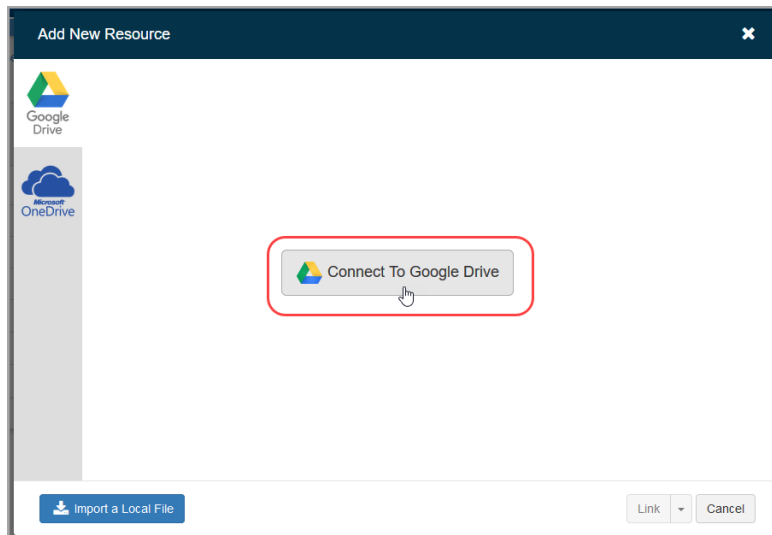 Add New Resource
Google
Drive
Microsoft
OneDrive
Connect To Google Drive
Import a Local File
Link
Cancel